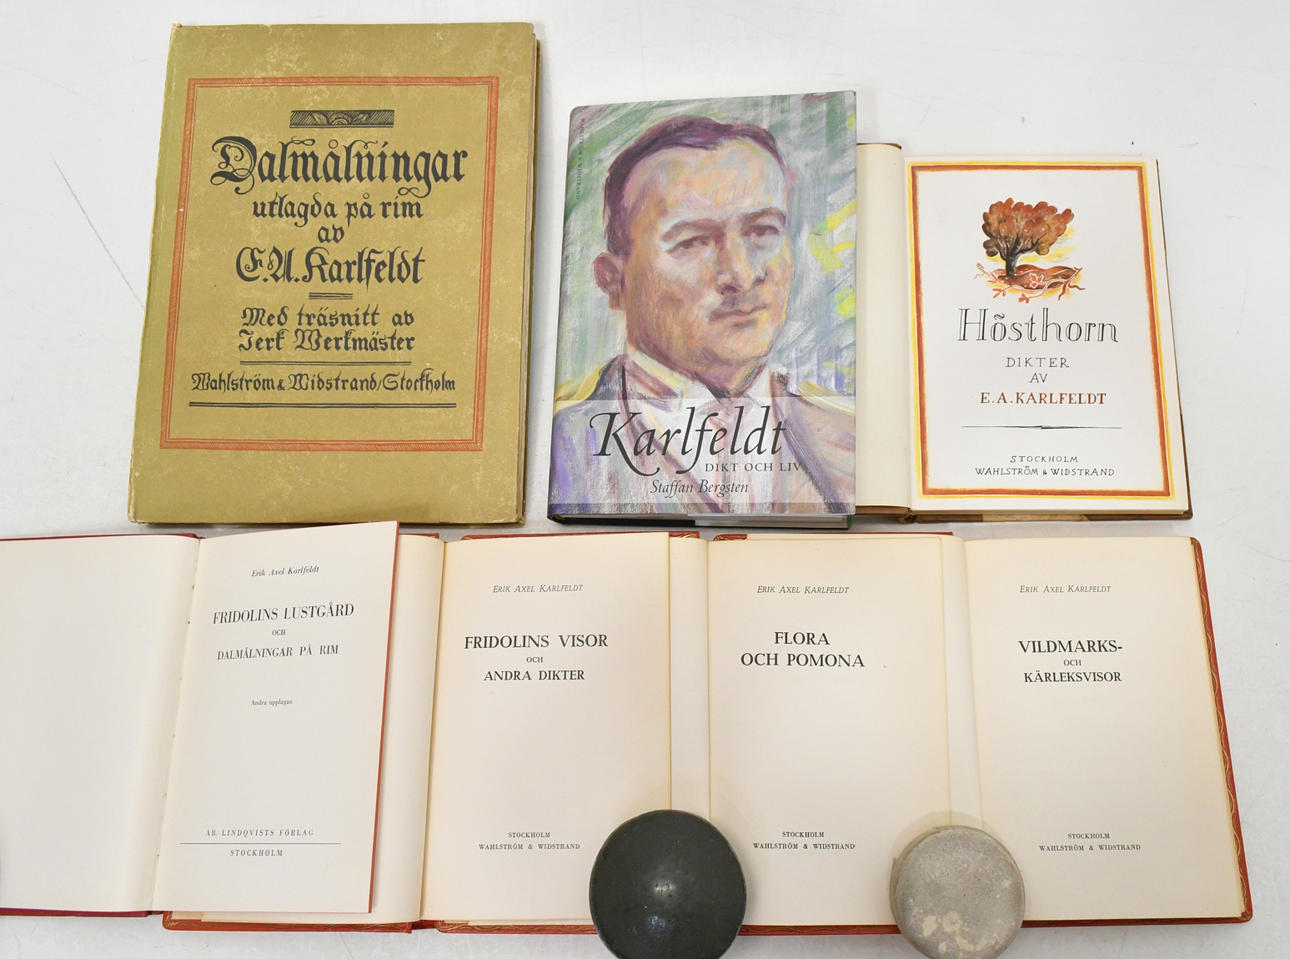 Dalmålningar
utlagda på rim
av
E.A. Karlfeldt
Med träsnitt av
Jerk Werkmäster
Wahlström & Widstrand/Stockholm
Karlfeldt
DIKT OCH LIV
Staffan Bergsten
Hösthorn
DIKTER
AV
E.A.KARLFELDT
STOCKHOLM
WAHLSTRÖM & WIDSTRAND
Erik Axel Karlfeldt
FRIDOLINS LUSTGÅRD
OCH
DALMÅLNINGAR PÅ RIM
Andra upplagan
AB. LINDQVISTS FÖRLAG
STOCKHOLM
ERIK AXEL KARLFELDT
FRIDOLINS VISOR
OCH
ANDRA DIKTER
STOCKHOLM
WAHLSTRÖM & WIDSTRAND
ERIK AXEL KARLFELDT
FLORA
OCH POMONA
STOCKHOLM
WAHLSTRÖM & WIDSTRAND
ERIK AXEL KARLFELDT
VILDMARKS-
OCH
KÄRLEKSVISOR
STOCKHOLM
WAHLSTRÖM & WIDSTRAND